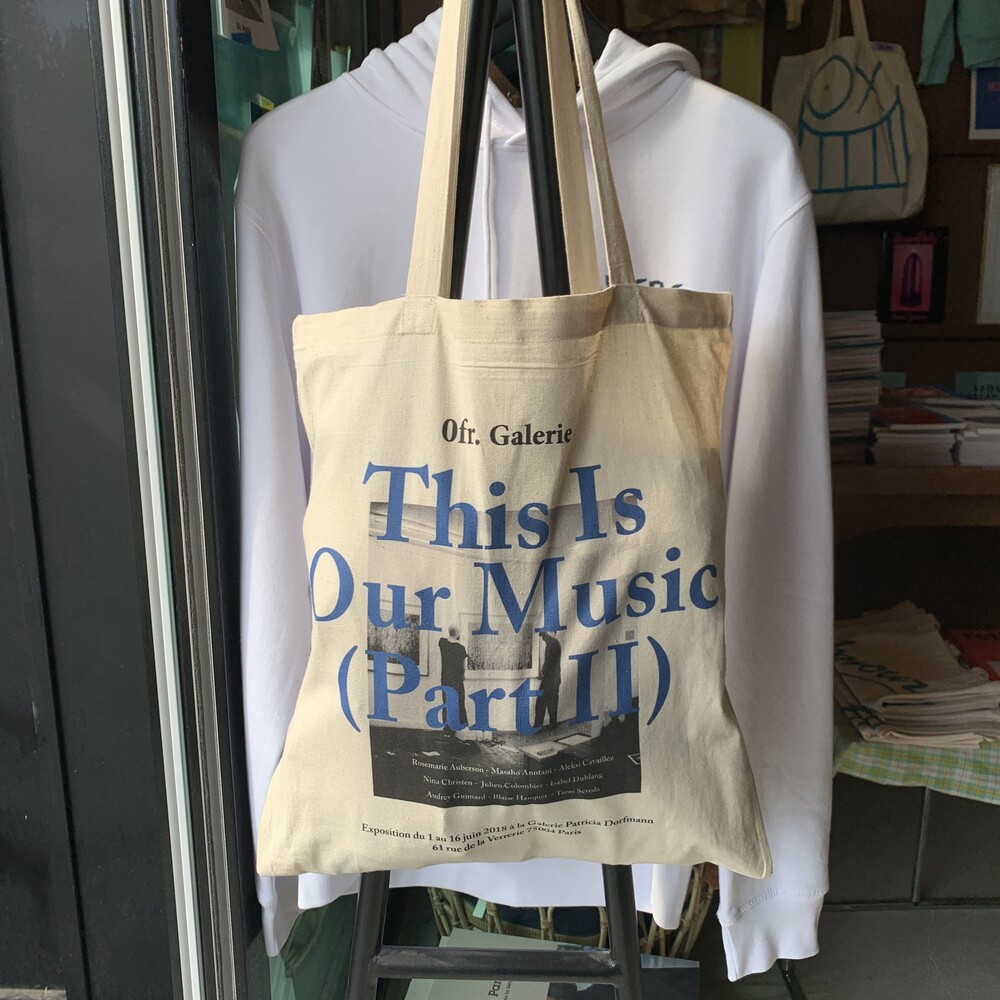 Ofr. Galerie
This Is
Our Music
(Part II)
Rosemarie Auberson - Masaho Anotani - Aleksi Cavaillez
Nina Christen - Julien Colombier - Isabel Dublang
Audrey Guimard - Blaise Hanquet - Taras Sereda
Exposition du 1 au 16 juin 2018 à la Galerie Patricia Dorfmann
61 rue de la Verrerie 75004 Paris
OX